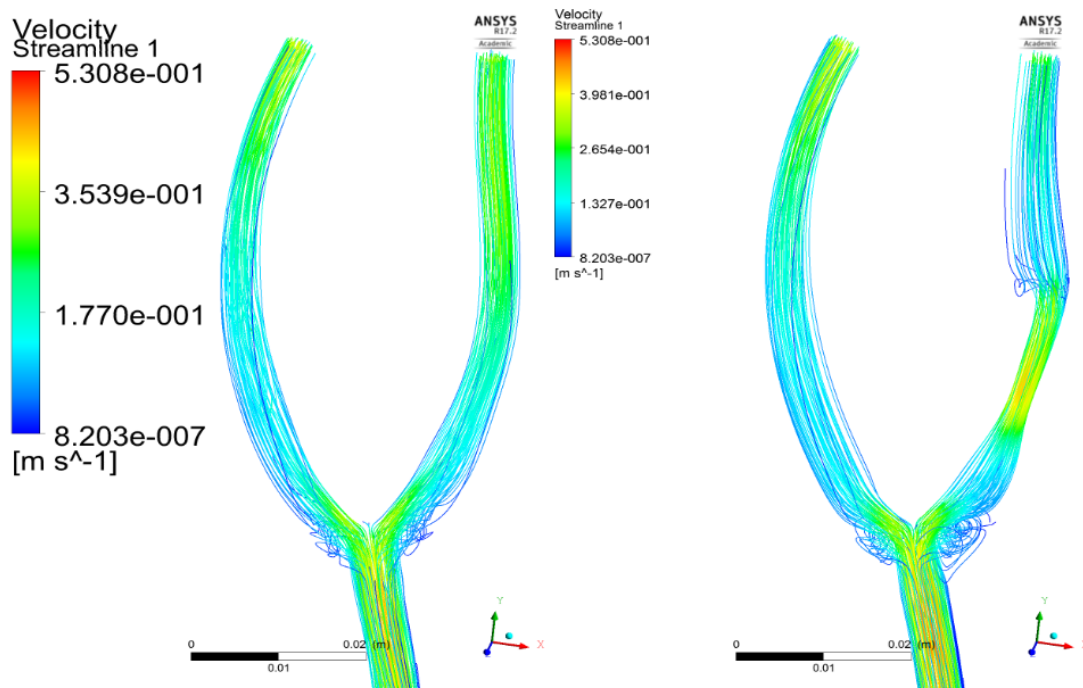 Velocity
Streamline 1
5.308e-001
3.539e-001
1.770e-001
8.203e-007
[m s^-1]
ANSYS
R17.2
Academic
0
0.02 (m)
0.01
Y
X
Velocity
Streamline 1
5.308e-001
3.981e-001
2.654e-001
1.327e-001
8.203e-007
[m s^-1]
ANSYS
R17.2
Academic
0
0.02 (m)
0.01
Y